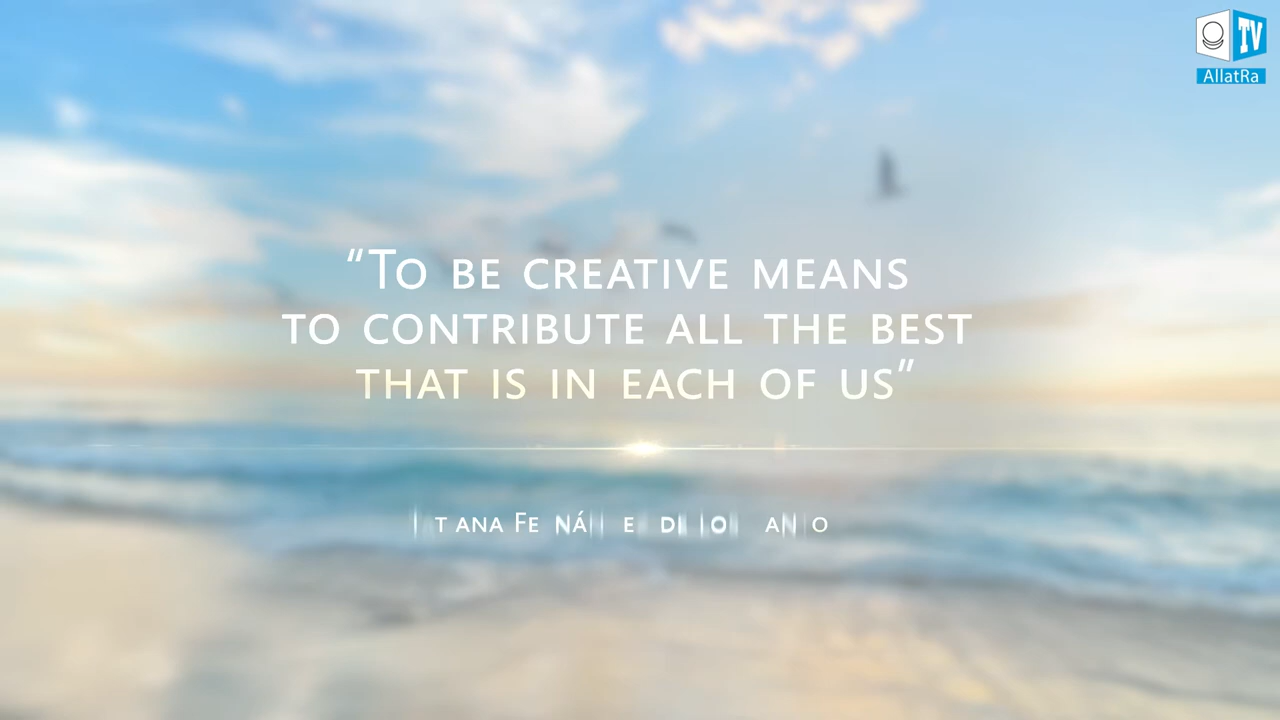 TV
AllatRa
“TO BE CREATIVE MEANS
TO CONTRIBUTE ALL THE BEST
THAT IS IN EACH OF US”